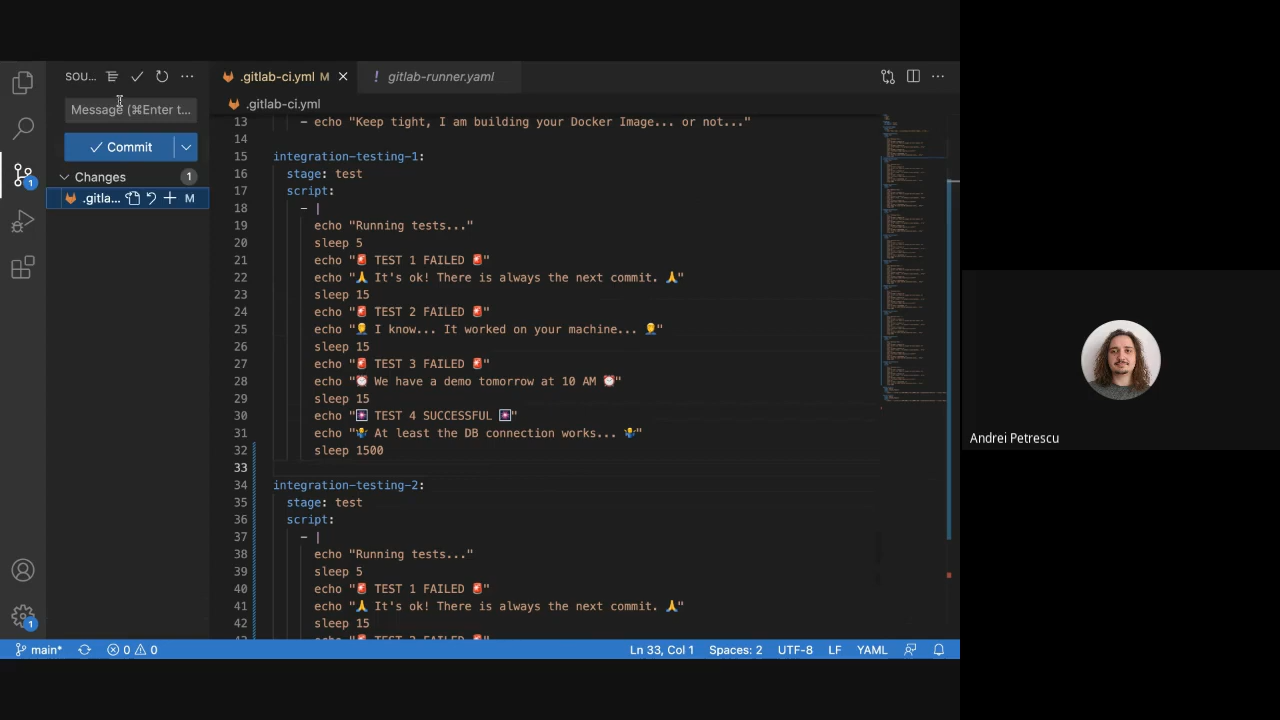 SOU...
Message (⌘Enter t...
Commit
Changes
.gitl...
1
1
.gitlab-ci.yml M
gitlab-runner.yaml
.gitlab-ci.yml
13 - echo "Keep tight, I am building your Docker Image... or not..."
14
15 integration-testing-1:
16 stage: test
17 script:
18 - |
19 echo "Running tests..."
20 sleep 5
21 echo "🚨 TEST 1 FAILED 🚨"
22 echo "🙏 It's ok! There is always the next commit. 🙏"
23 sleep 15
24 echo "🚨 TEST 2 FAILED 🚨"
25 echo "🤦‍♂️ I know... It worked on your machine... 🤦‍♂️"
26 sleep 15
27 echo "🚨 TEST 3 FAILED 🚨"
28 echo "⏰ We have a demo tomorrow at 10 AM ⏰"
29 sleep 15
30 echo "🎆 TEST 4 SUCCESSFUL 🎆"
31 echo "🤷‍♂️ At least the DB connection works... 🤷‍♂️"
32 sleep 1500
33
34 integration-testing-2:
35 stage: test
36 script:
37 - |
38 echo "Running tests..."
39 sleep 5
40 echo "🚨 TEST 1 FAILED 🚨"
41 echo "🙏 It's ok! There is always the next commit. 🙏"
42 sleep 15
main* 0 0 Ln 33, Col 1 Spaces: 2 UTF-8 LF YAML
Andrei Petrescu